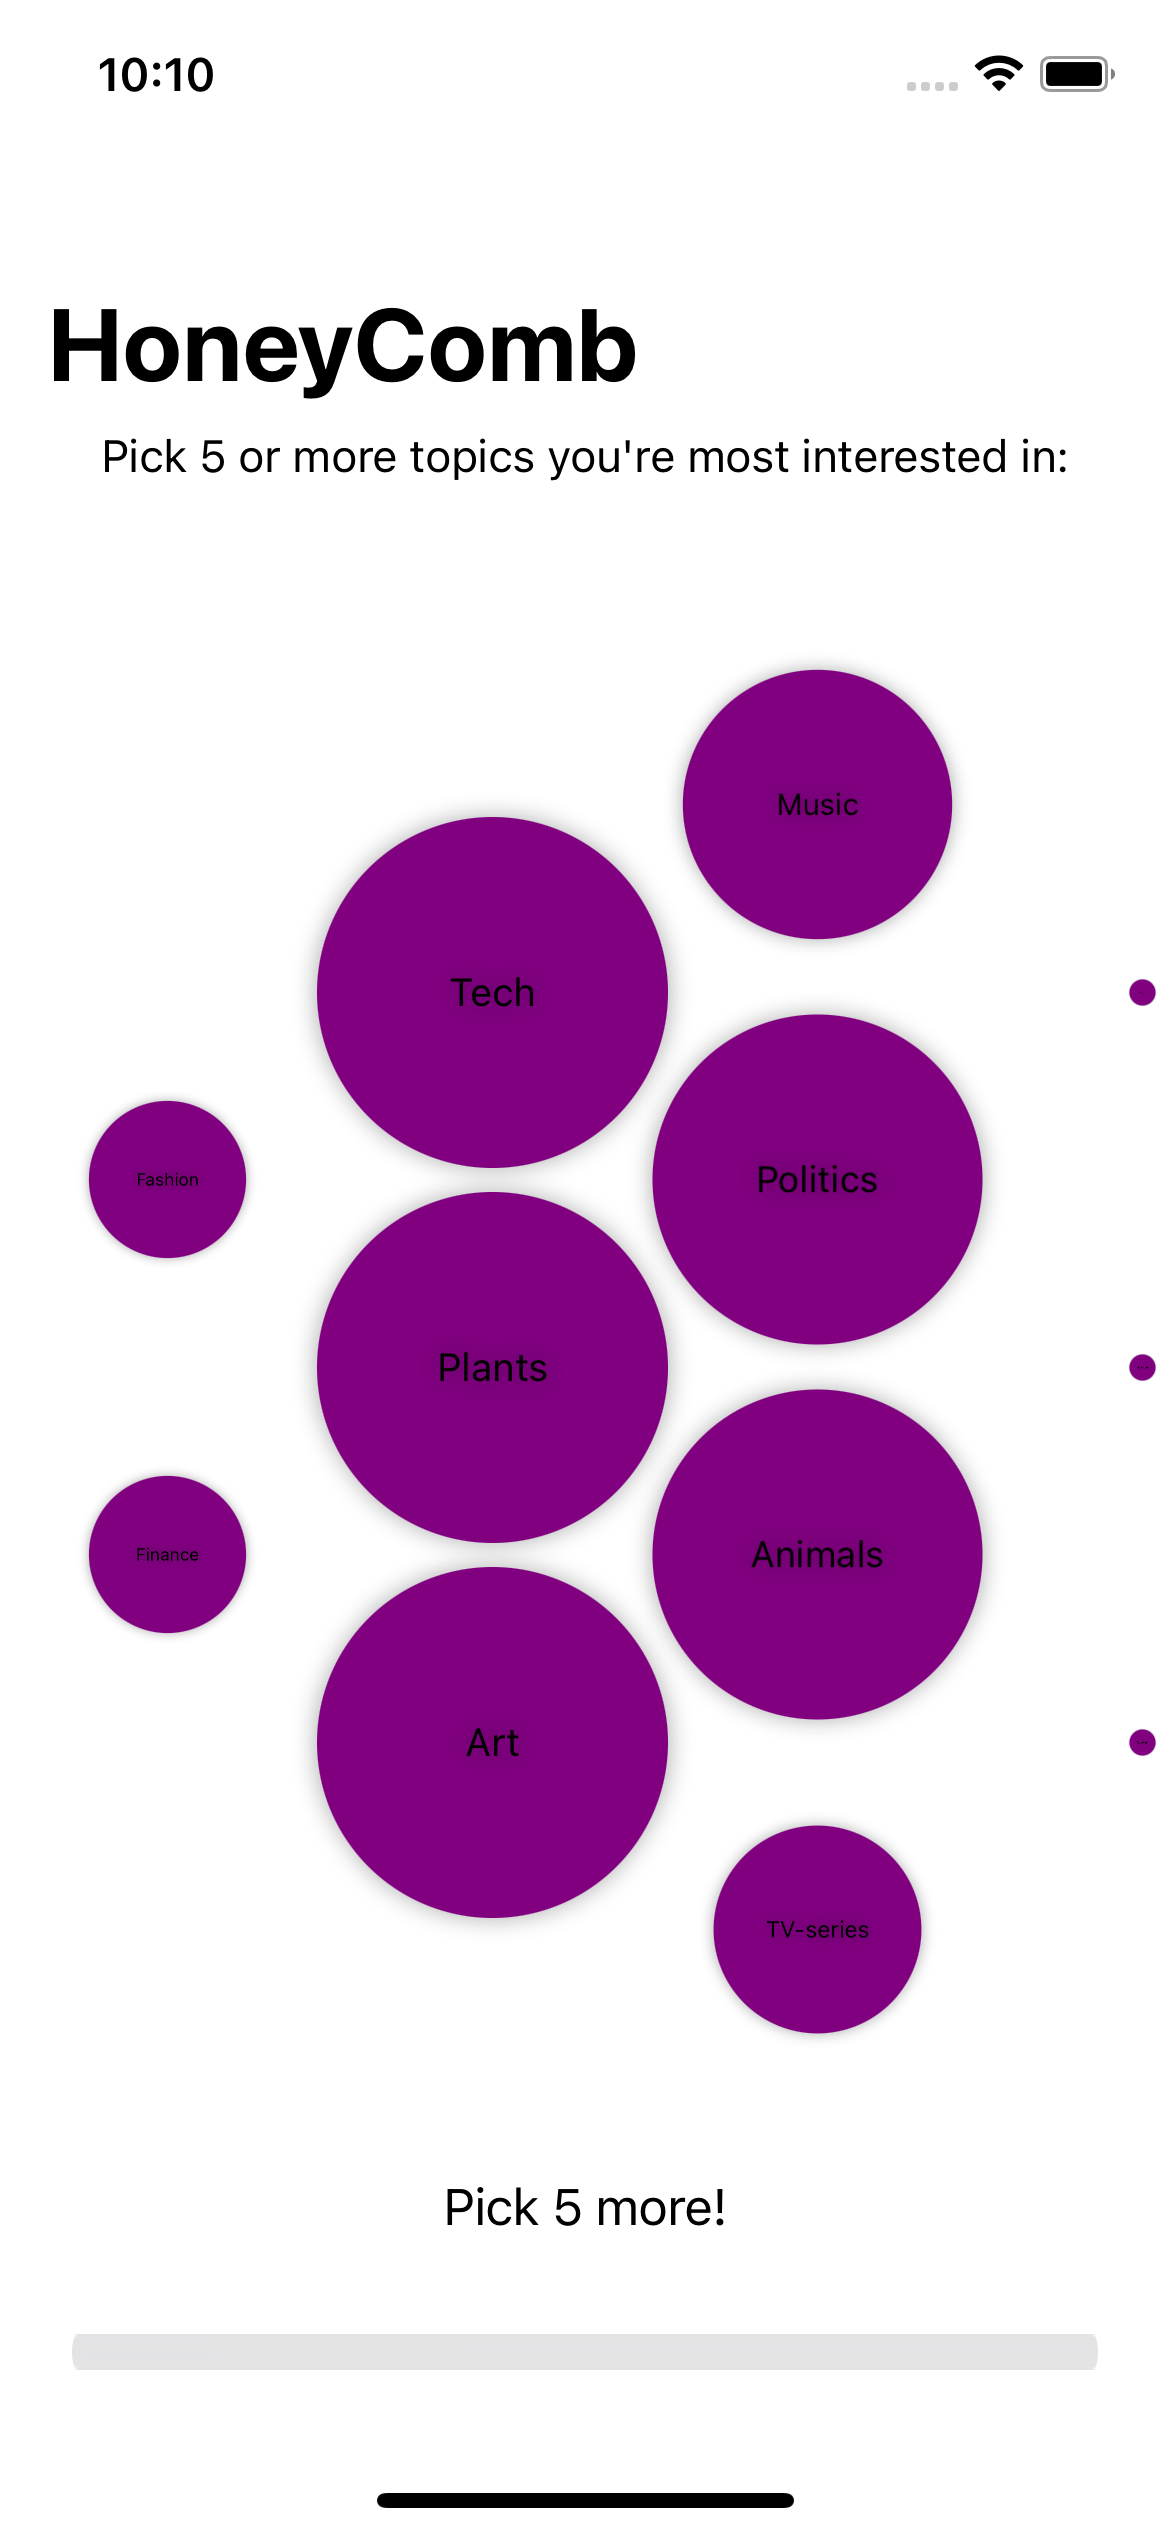 10:10
HoneyComb
Pick 5 or more topics you're most interested in:
Music
Tech
Politics
Fashion
Plants
Animals
Finance
Art
TV-series
Pick 5 more!